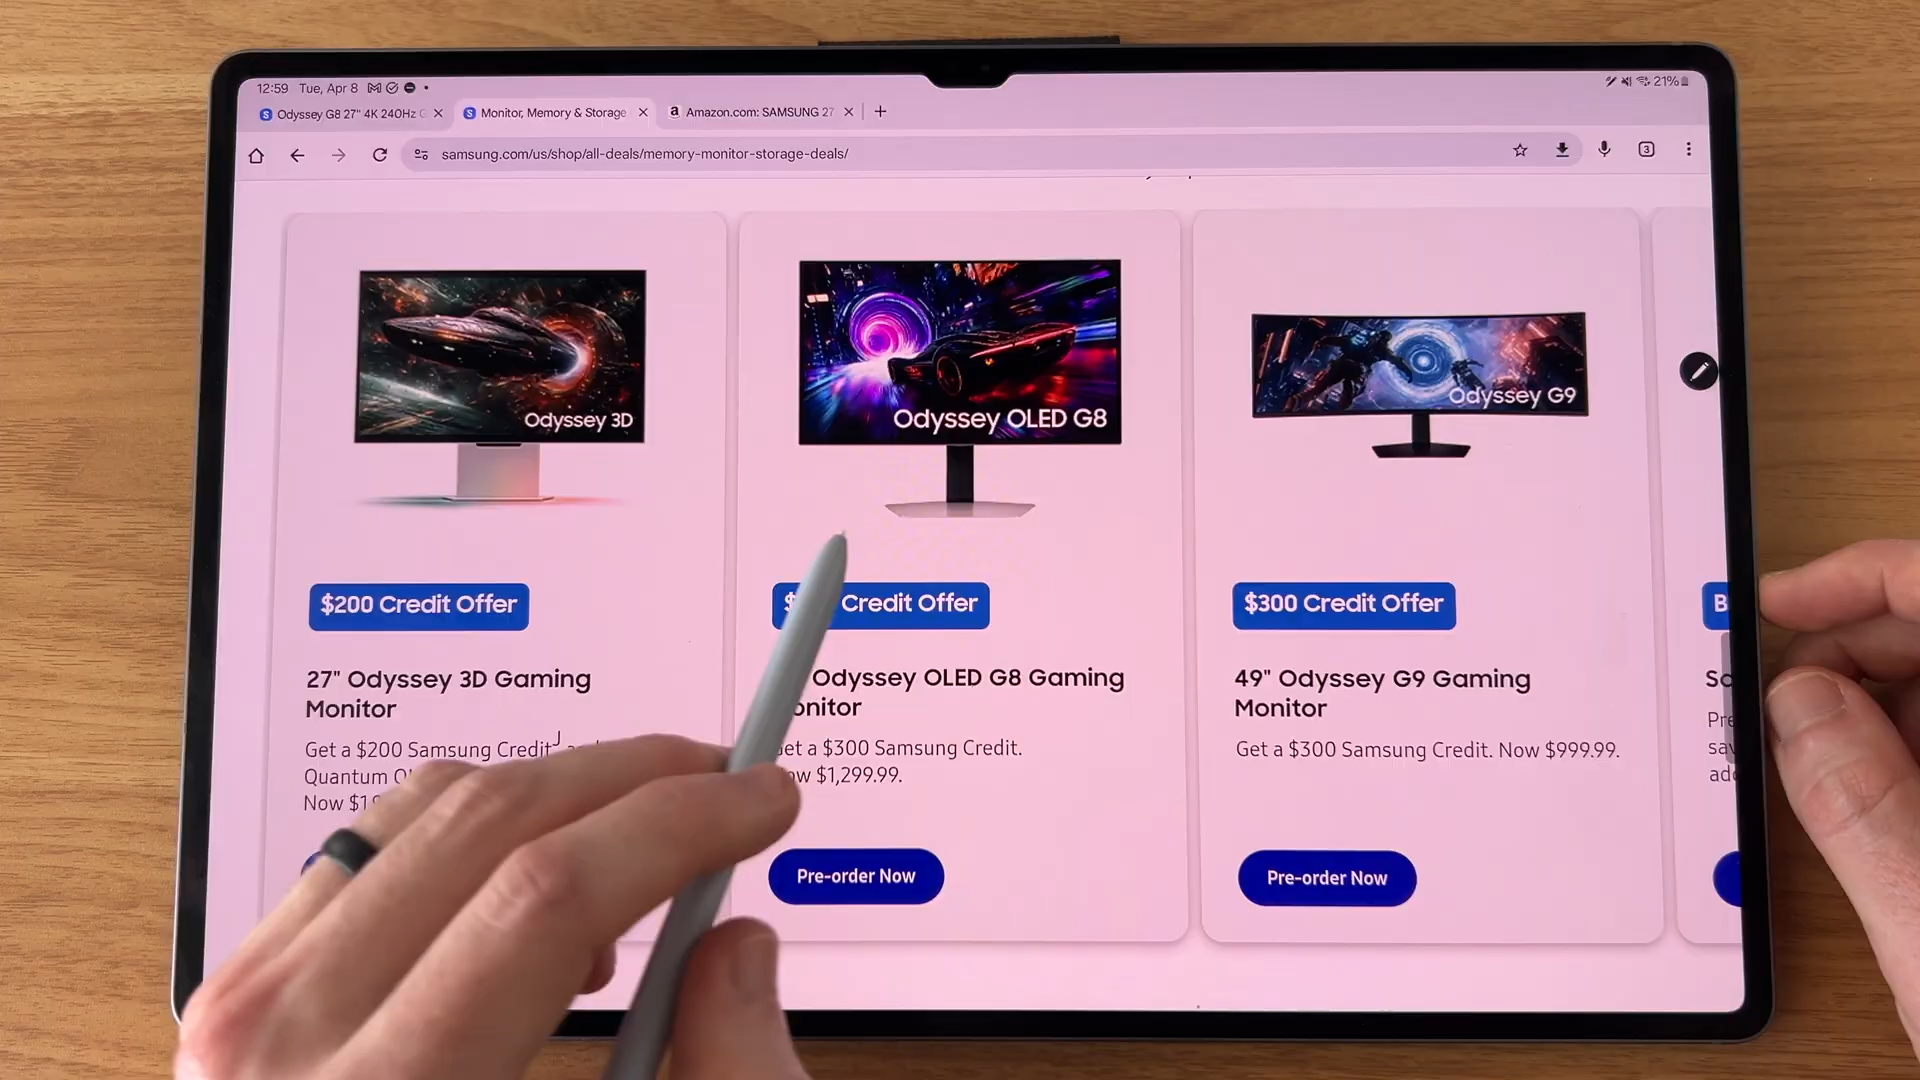 12:59 Tue, Apr 8
21%
Odyssey G8 27" 4K 240Hz
Monitor, Memory & Storage
Amazon.com: SAMSUNG 27
samsung.com/us/shop/all-deals/memory-monitor-storage-deals/
3
Odyssey 3D
Odyssey OLED G8
Odyssey G9
$200 Credit Offer
Credit Offer
$300 Credit Offer
27" Odyssey 3D Gaming
Monitor
Get a $200 Samsung Credit
Quantum
Now
Odyssey OLED G8 Gaming
Get a $300 Samsung Credit.
$1,299.99.
Pre-order Now
49" Odyssey G9 Gaming
Monitor
Get a $300 Samsung Credit. Now $999.99.
Pre-order Now